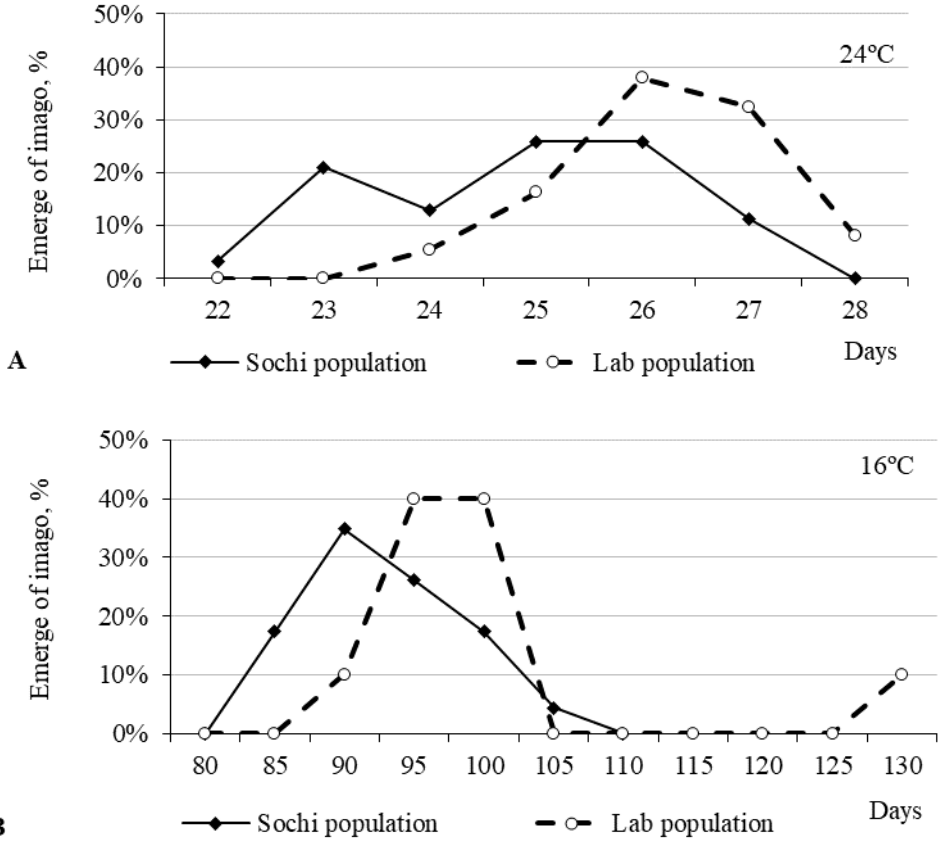 50%
40%
30%
20%
10%
0%
Emerge of imago, %
24ºC
22 23 24 25 26 27 28
Days
A
Sochi population Lab population
50%
40%
30%
20%
10%
0%
Emerge of imago, %
16ºC
80 85 90 95 100 105 110 115 120 125 130
Days
Sochi population Lab population